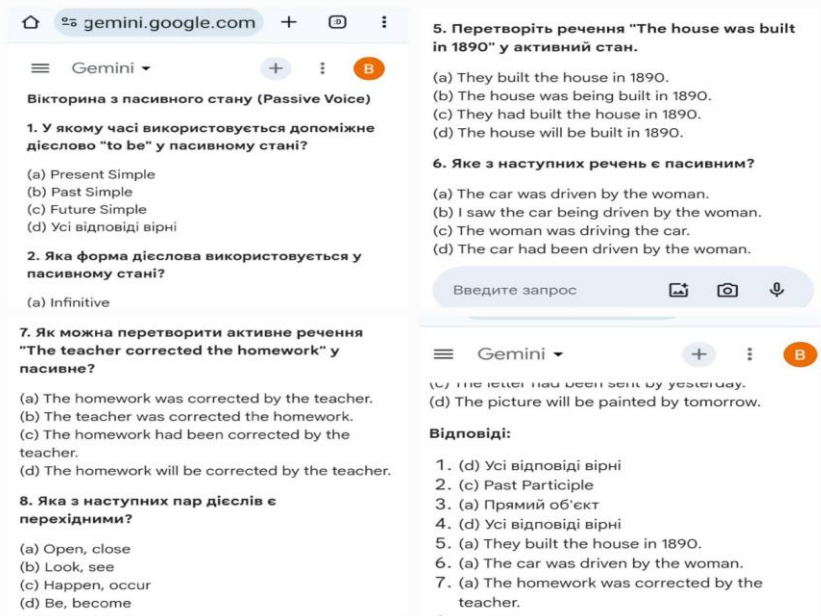 gemini.google.com
Gemini
B
Вікторина з пасивного стану (Passive Voice)
1. У якому часі використовується допоміжне
дієслово "to be" у пасивному стані?
(a) Present Simple
(b) Past Simple
(c) Future Simple
(d) Усі відповіді вірні
2. Яка форма дієслова використовується у
пасивному стані?
(a) Infinitive
5. Перетворіть речення "The house was built
in 1890" у активний стан.
(a) They built the house in 1890.
(b) The house was being built in 1890.
(c) They had built the house in 1890.
(d) The house will be built in 1890.
6. Яке з наступних речень є пасивним?
(a) The car was driven by the woman.
(b) I saw the car being driven by the woman.
(c) The woman was driving the car.
(d) The car had been driven by the woman.
Введите запрос
7. Як можна перетворити активне речення
"The teacher corrected the homework" у
пасивне?
(a) The homework was corrected by the teacher.
(b) The teacher was corrected the homework.
(c) The homework had been corrected by the
teacher.
(d) The homework will be corrected by the teacher.
8. Яка з наступних пар дієслів є
перехідними?
(a) Open, close
(b) Look, see
(c) Happen, occur
(d) Be, become
Gemini
B
(c) The letter had been sent by yesterday.
(d) The picture will be painted by tomorrow.
Відповіді:
1. (d) Усі відповіді вірні
2. (c) Past Participle
3. (a) Прямий об'єкт
4. (d) Усі відповіді вірні
5. (a) They built the house in 1890.
6. (a) The car was driven by the woman.
7. (a) The homework was corrected by the
teacher.